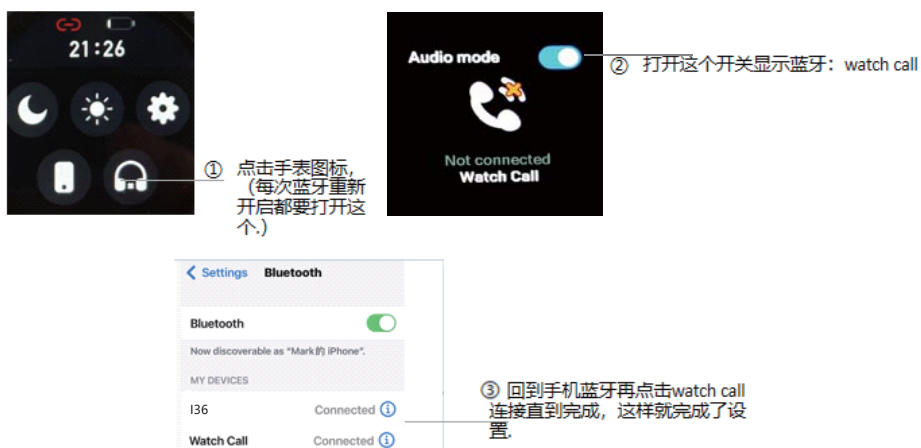 21:26
① 点击手表图标，
（每次蓝牙重新
开启都要打开这
个.）
Audio mode
Not connected
Watch Call
② 打开这个开关显示蓝牙：watch call
Settings Bluetooth
Bluetooth
Now discoverable as “Mark的 iPhone”.
MY DEVICES
I36 Connected
Watch Call Connected
③ 回到手机蓝牙再点击watch call
连接直到完成，这样就完成了设
置.